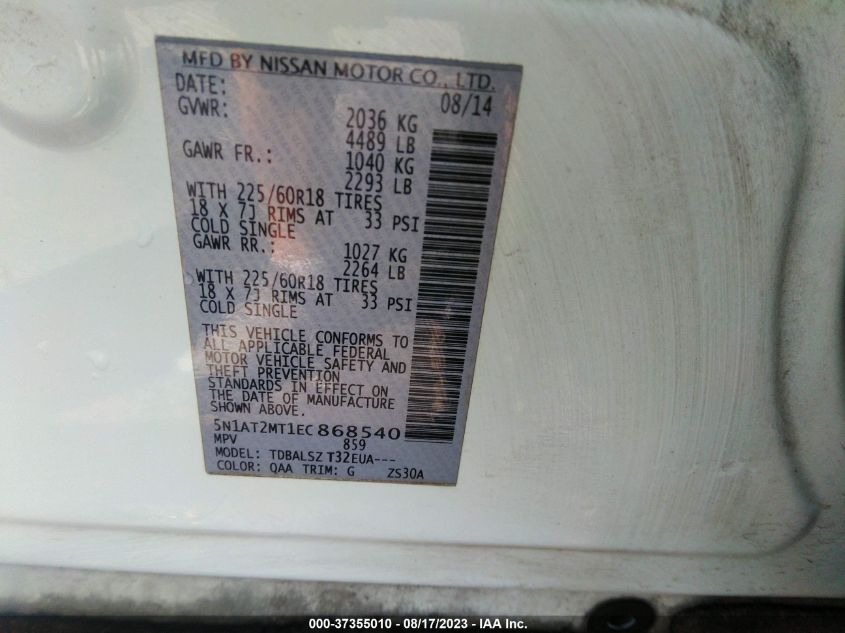 MFD BY NISSAN MOTOR CO., LTD.
DATE: 08/14
GVWR: 2036 KG
4489 LB
GAWR FR.: 1040 KG
2293 LB
WITH 225/60R18 TIRES
18 X 7J RIMS AT 33 PSI
COLD SINGLE
GAWR RR.: 1027 KG
2264 LB
WITH 225/60R18 TIRES
18 X 7J RIMS AT 33 PSI
COLD SINGLE
THIS VEHICLE CONFORMS TO
ALL APPLICABLE FEDERAL
MOTOR VEHICLE SAFETY AND
THEFT PREVENTION
STANDARDS IN EFFECT ON
THE DATE OF MANUFACTURE
SHOWN ABOVE.
5N1AT2MT1EC868540
MPV 859
MODEL: TDBALSZ T32EUA---
COLOR: QAA TRIM: G ZS30A
000-37355010 - 08/17/2023 - IAA Inc.